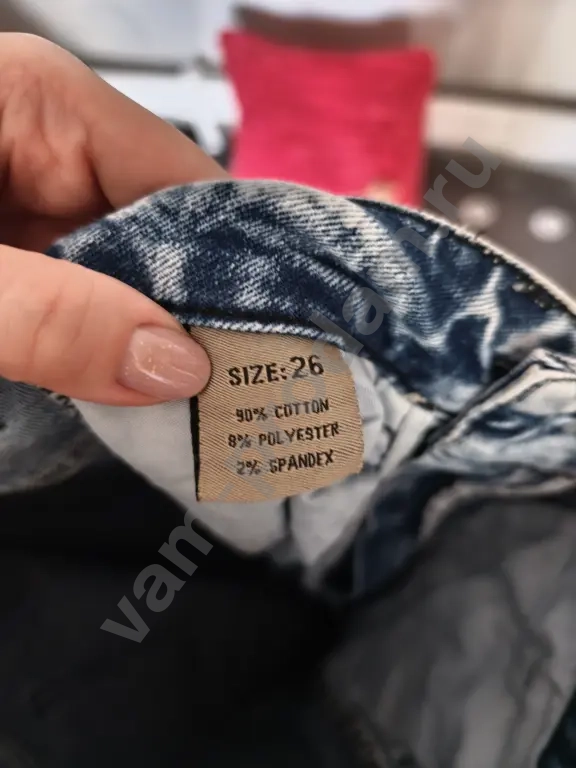 SIZE:26
90% COTTON
8% POLYESTER
2% SPANDEX